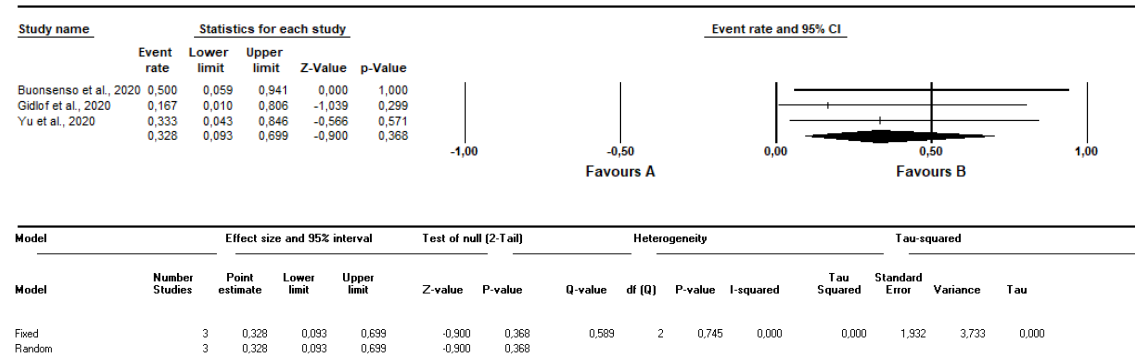 Study name Statistics for each study Event rate and 95% CI
Event Lower Upper
rate limit limit Z-Value p-Value
Buonsenso et al., 2020 0,500 0,059 0,941 0,000 1,000
Gidlof et al., 2020 0,167 0,010 0,806 -1,039 0,299
Yu et al., 2020 0,333 0,043 0,846 -0,566 0,571
0,328 0,093 0,699 -0,900 0,368
-1,00 -0,50 0,00 0,50 1,00
Favours A Favours B
Model Effect size and 95% interval Test of null (2-Tail) Heterogeneity Tau-squared
Number Point Lower Upper Tau Standard
Model Studies estimate limit limit Z-value P-value Q-value df (Q) P-value I-squared Squared Error Variance Tau
Fixed 3 0,328 0,093 0,699 -0,900 0,368 0,589 2 0,745 0,000 0,000 1,932 3,733 0,000
Random 3 0,328 0,093 0,699 -0,900 0,368